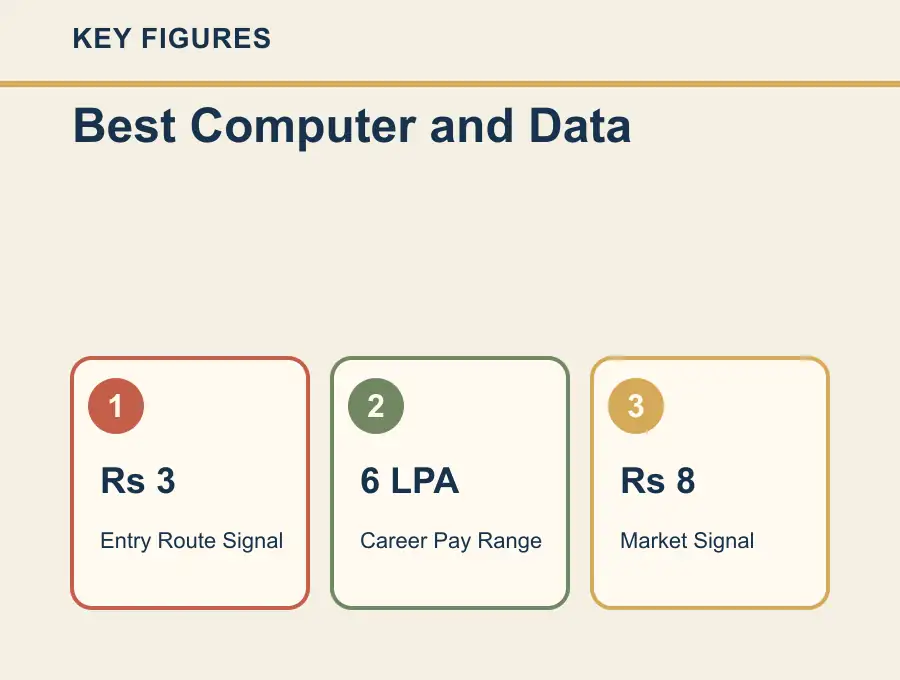 KEY FIGURES
Best Computer and Data
1
2
3
Rs 3
6 LPA
Rs 8
Entry Route Signal
Career Pay Range
Market Signal